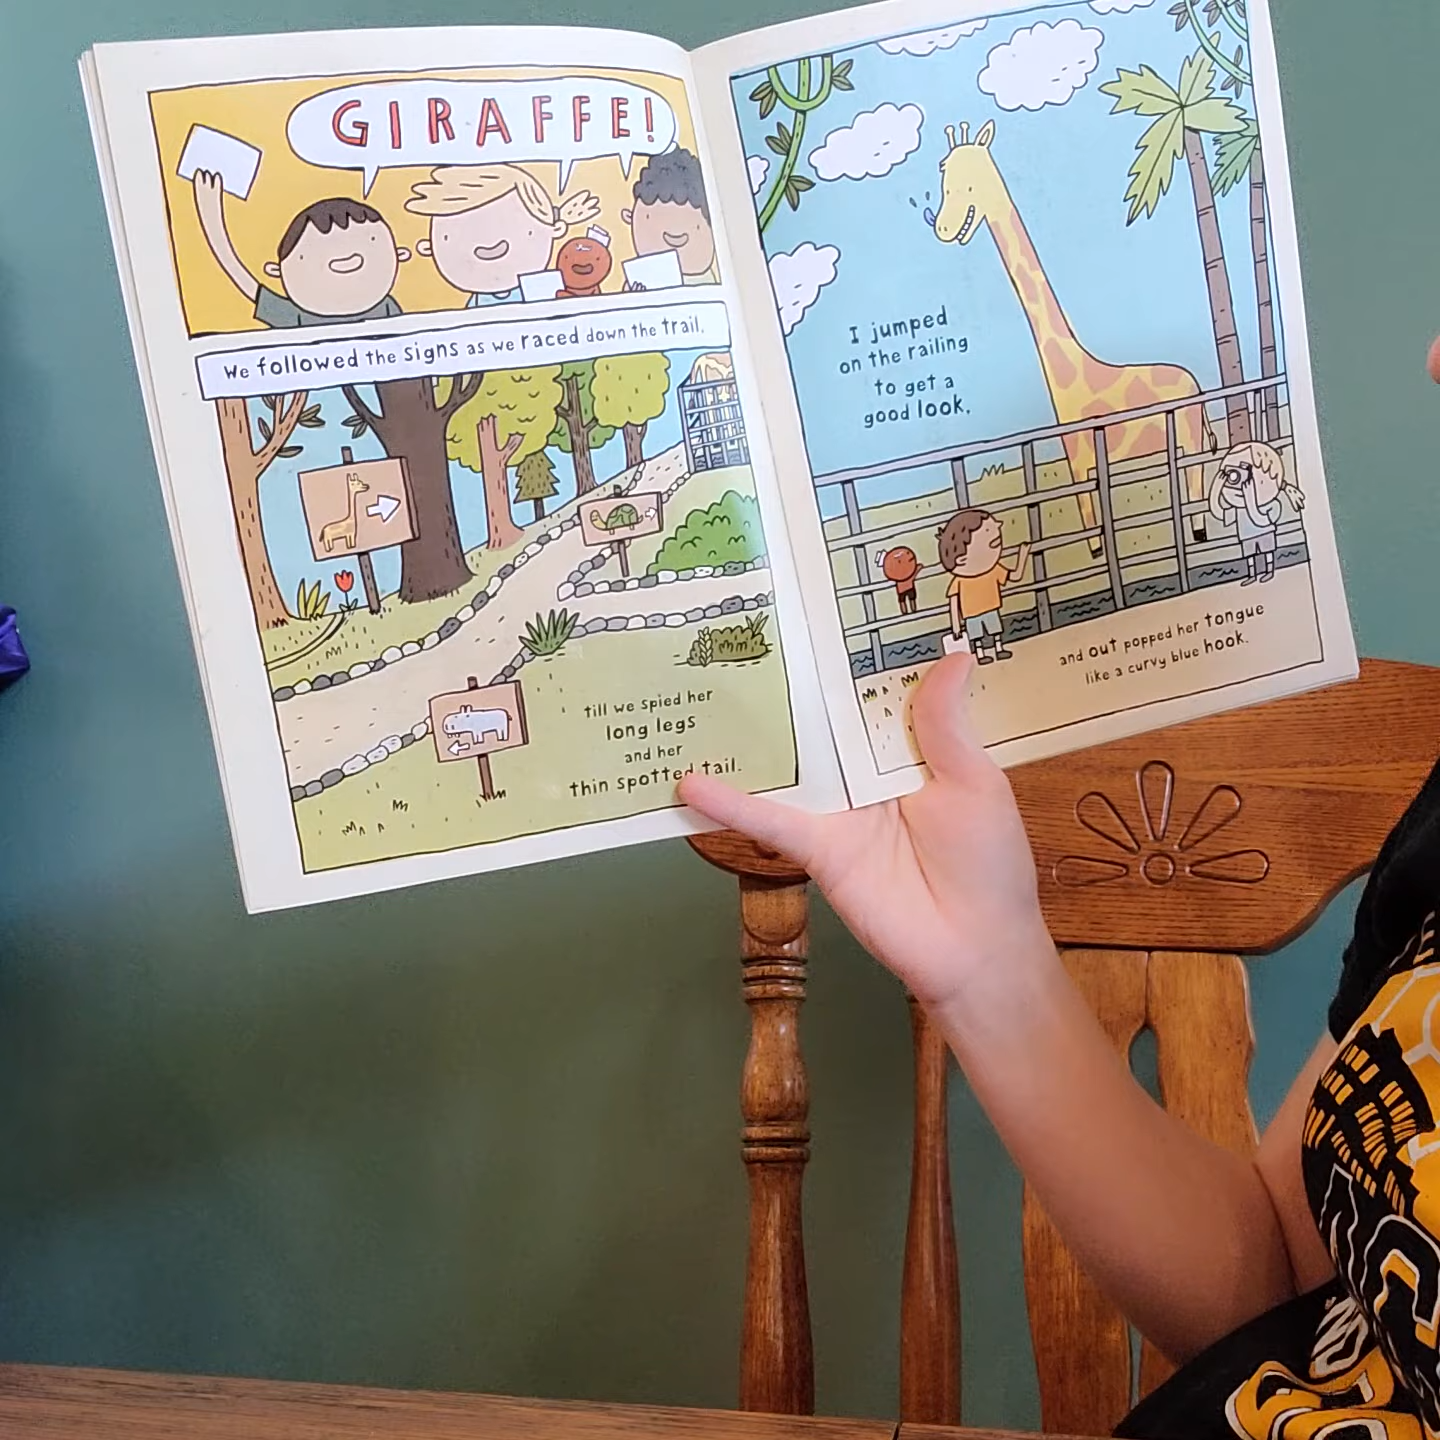 GIRAFFE!
We followed the signs as we raced down the trail,
till we spied her
long legs
and her
thin spotted tail.
I jumped
on the railing
to get a
good look,
and out popped her tongue
like a curvy blue hook.